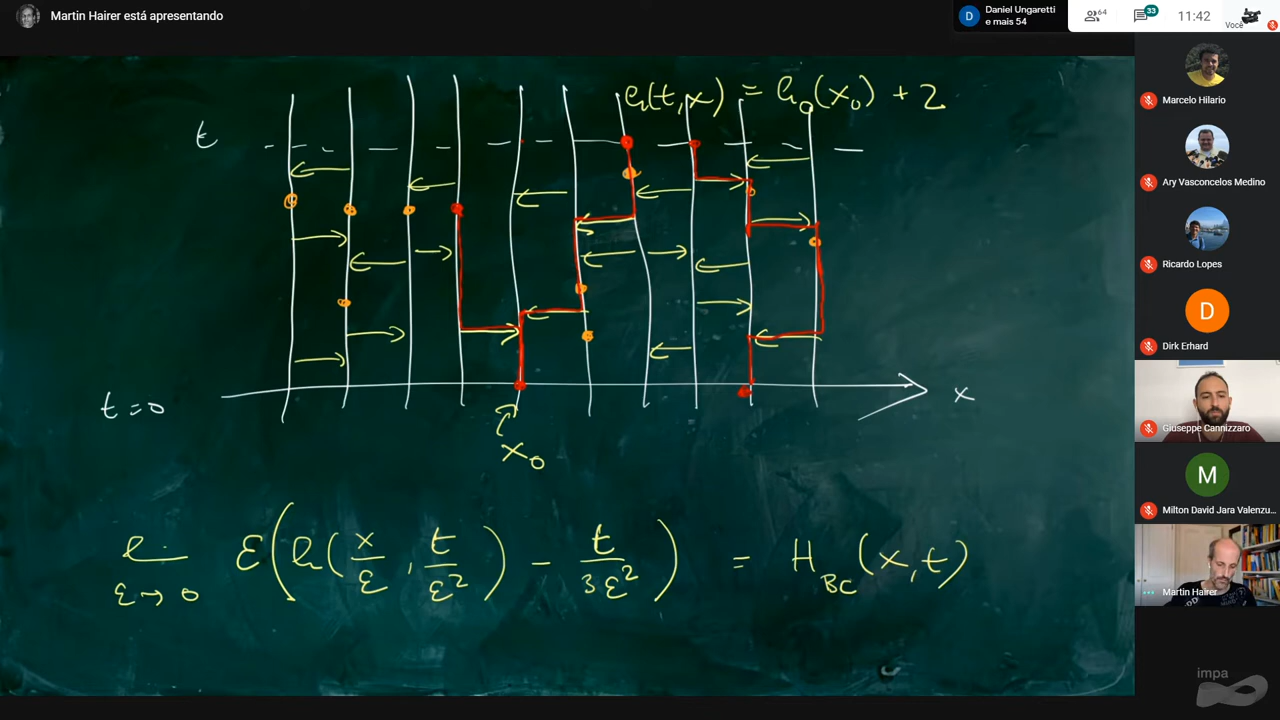 Martin Hairer está apresentando
Daniel Ungaretti
D
e mais 54
64
33
11:42
Você
h(t,x) = h₀(x₀) + 2
t
t=0
x
x₀
ε(h(x/ε, t/ε²) - t/3ε²) = H_BC(x,t)
ε→0
Marcelo Hilario
Ary Vasconcelos Medino
Ricardo Lopes
D
Dirk Erhard
Giuseppe Cannizzaro
M
Milton David Jara Valenzu...
Martin Hairer
impa